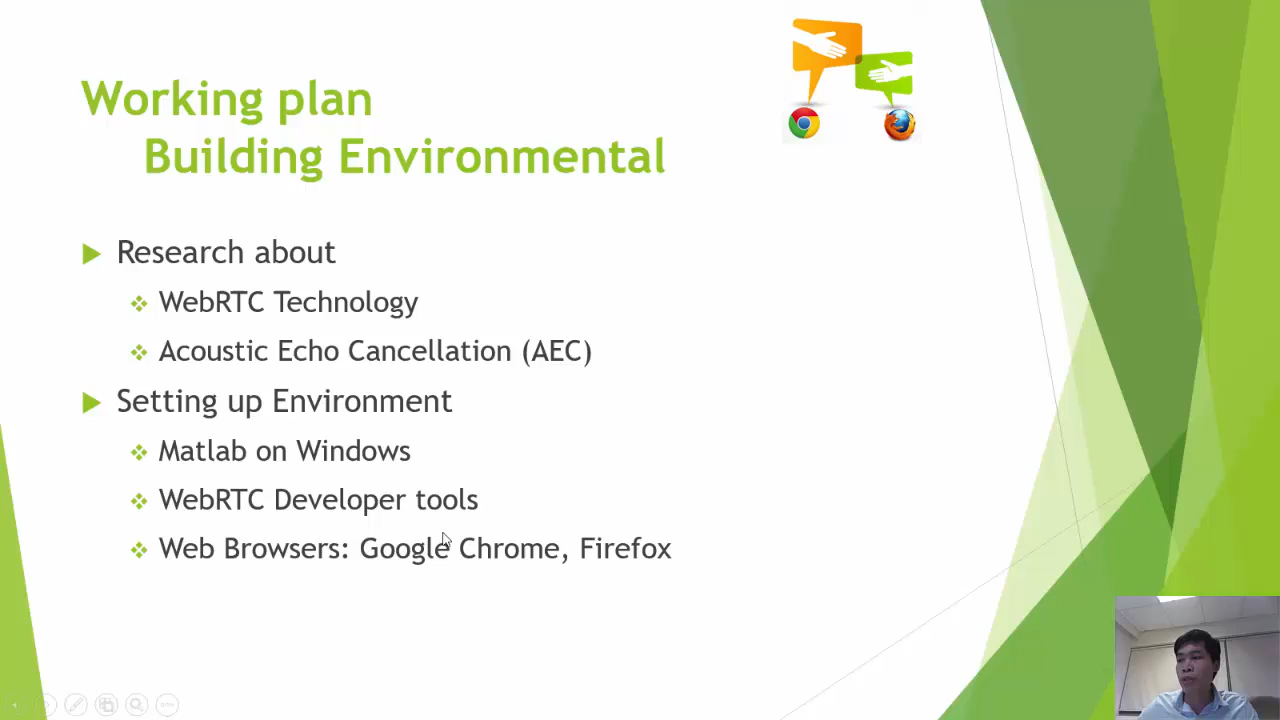 Working plan
Building Environmental
Research about
WebRTC Technology
Acoustic Echo Cancellation (AEC)
Setting up Environment
Matlab on Windows
WebRTC Developer tools
Web Browsers: Google Chrome, Firefox